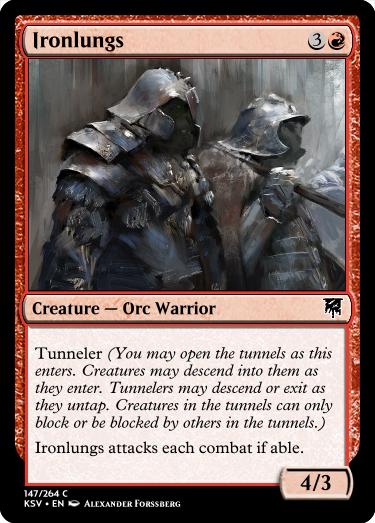 Ironlungs 3
Creature — Orc Warrior
Tunneler (You may open the tunnels as this
enters. Creatures may descend into them as
they enter. Tunnelers may descend or exit as
they untap. Creatures in the tunnels can only
block or be blocked by others in the tunnels.)
Ironlungs attacks each combat if able.
4/3
147/264 C
KSV • EN Alexander Forssberg